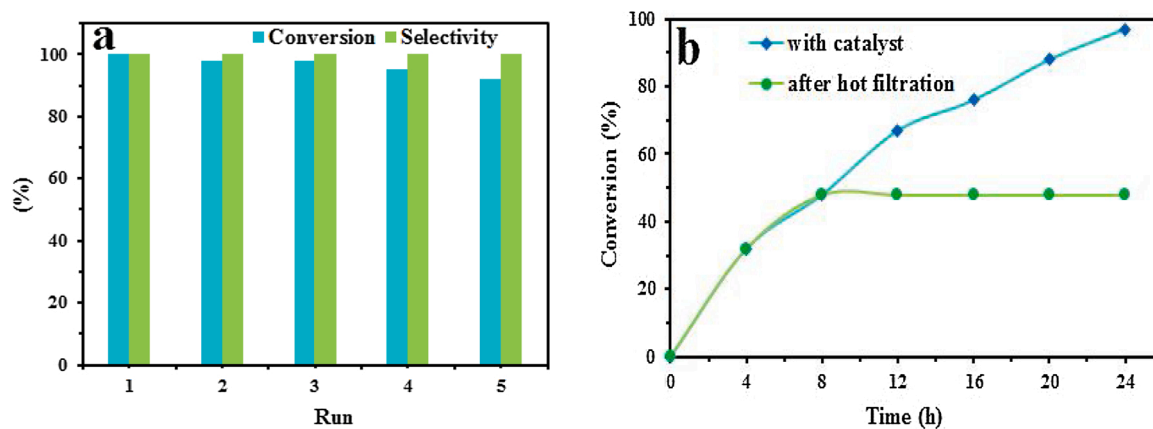 a
Conversion Selectivity
100
80
60
40
20
0
(%)
1 2 3 4 5
Run
b
with catalyst
after hot filtration
100
80
60
40
20
0
Conversion (%)
0 4 8 12 16 20 24
Time (h)